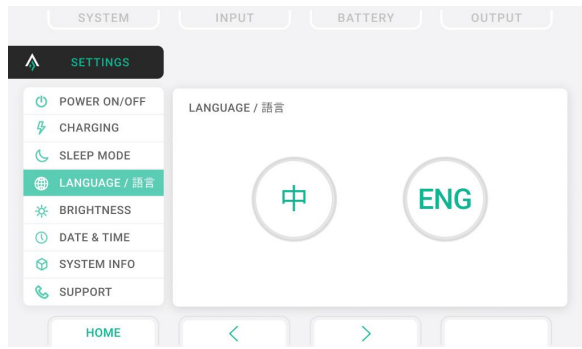 SYSTEM INPUT BATTERY OUTPUT
SETTINGS
POWER ON/OFF
CHARGING
SLEEP MODE
LANGUAGE / 語言
BRIGHTNESS
DATE & TIME
SYSTEM INFO
SUPPORT
LANGUAGE / 語言
中 ENG
HOME < >